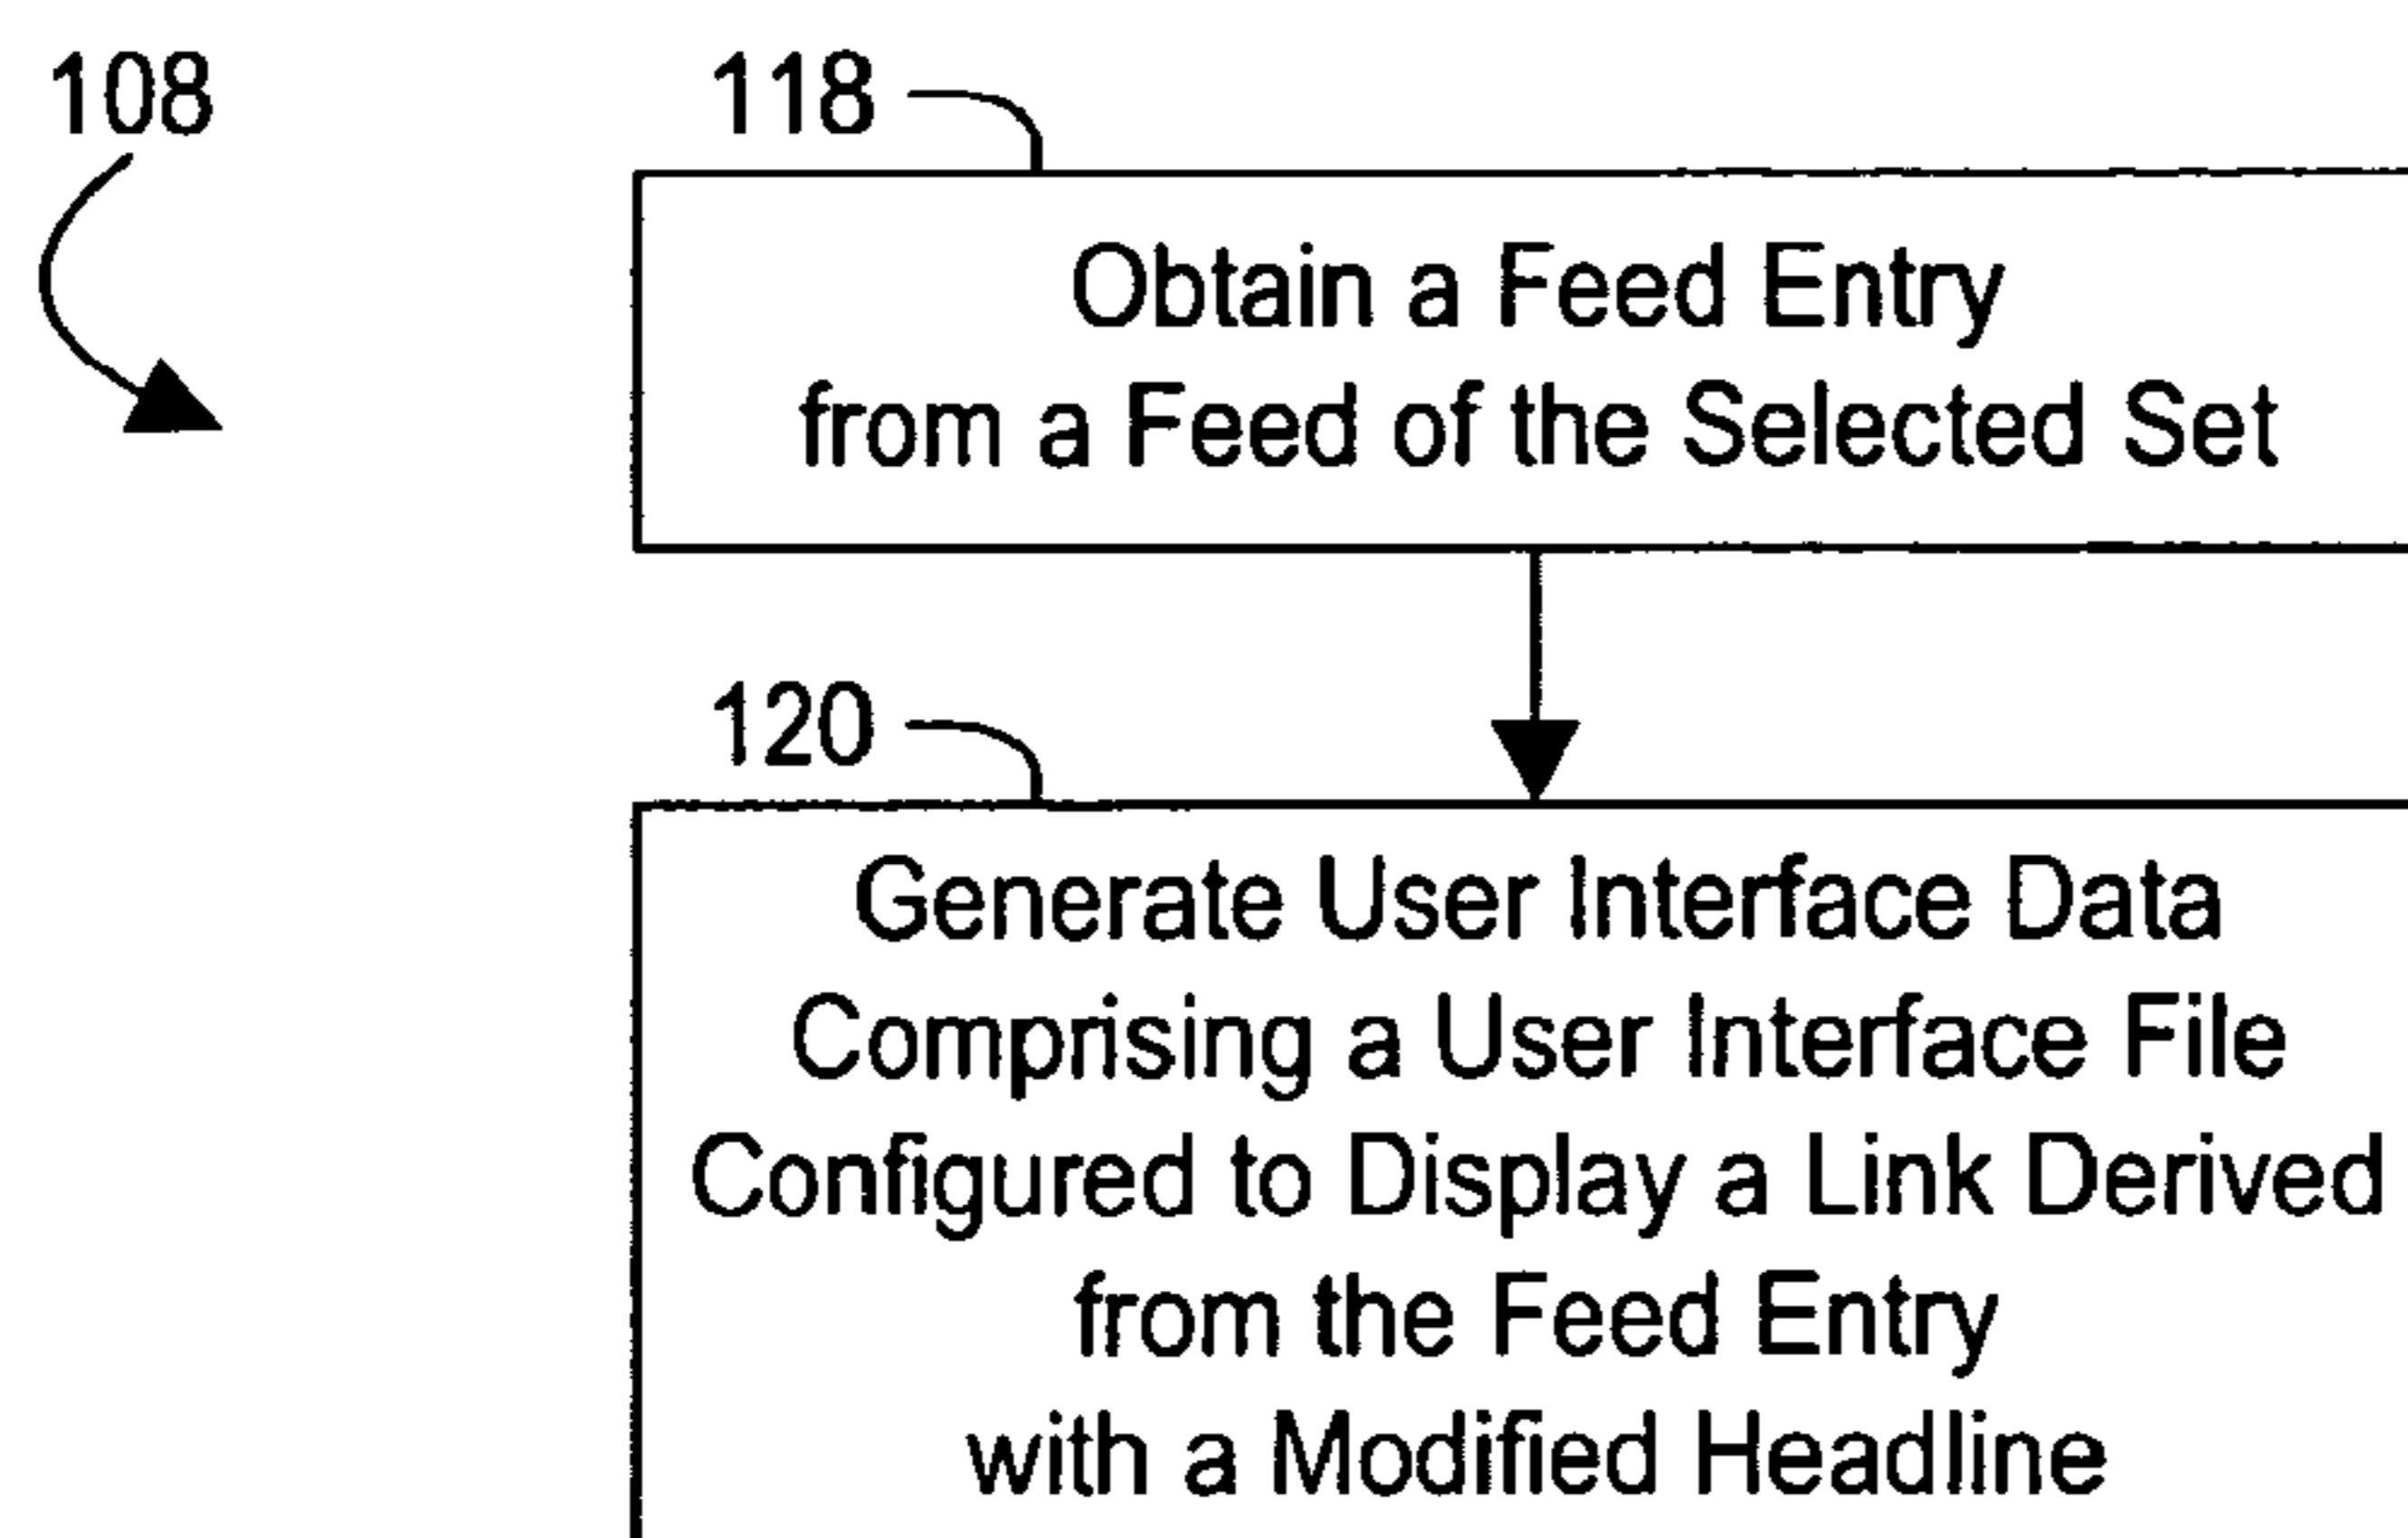 108
118
Obtain a Feed Entry
from a Feed of the Selected Set
120
Generate User Interface Data
Comprising a User Interface File
Configured to Display a Link Derived
from the Feed Entry
with a Modified Headline